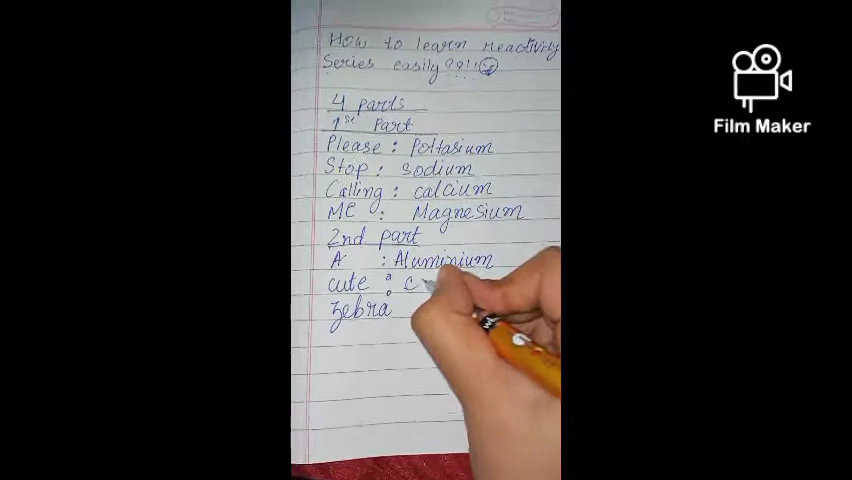 How to learn reactivity
Series easily??!!
4 parts
1st Part
Please : Poltasium
Stop : sodium
Calling : calcium
ME : Magnesium
2nd part
A : Aluminium
cute : c
zebra
Film Maker